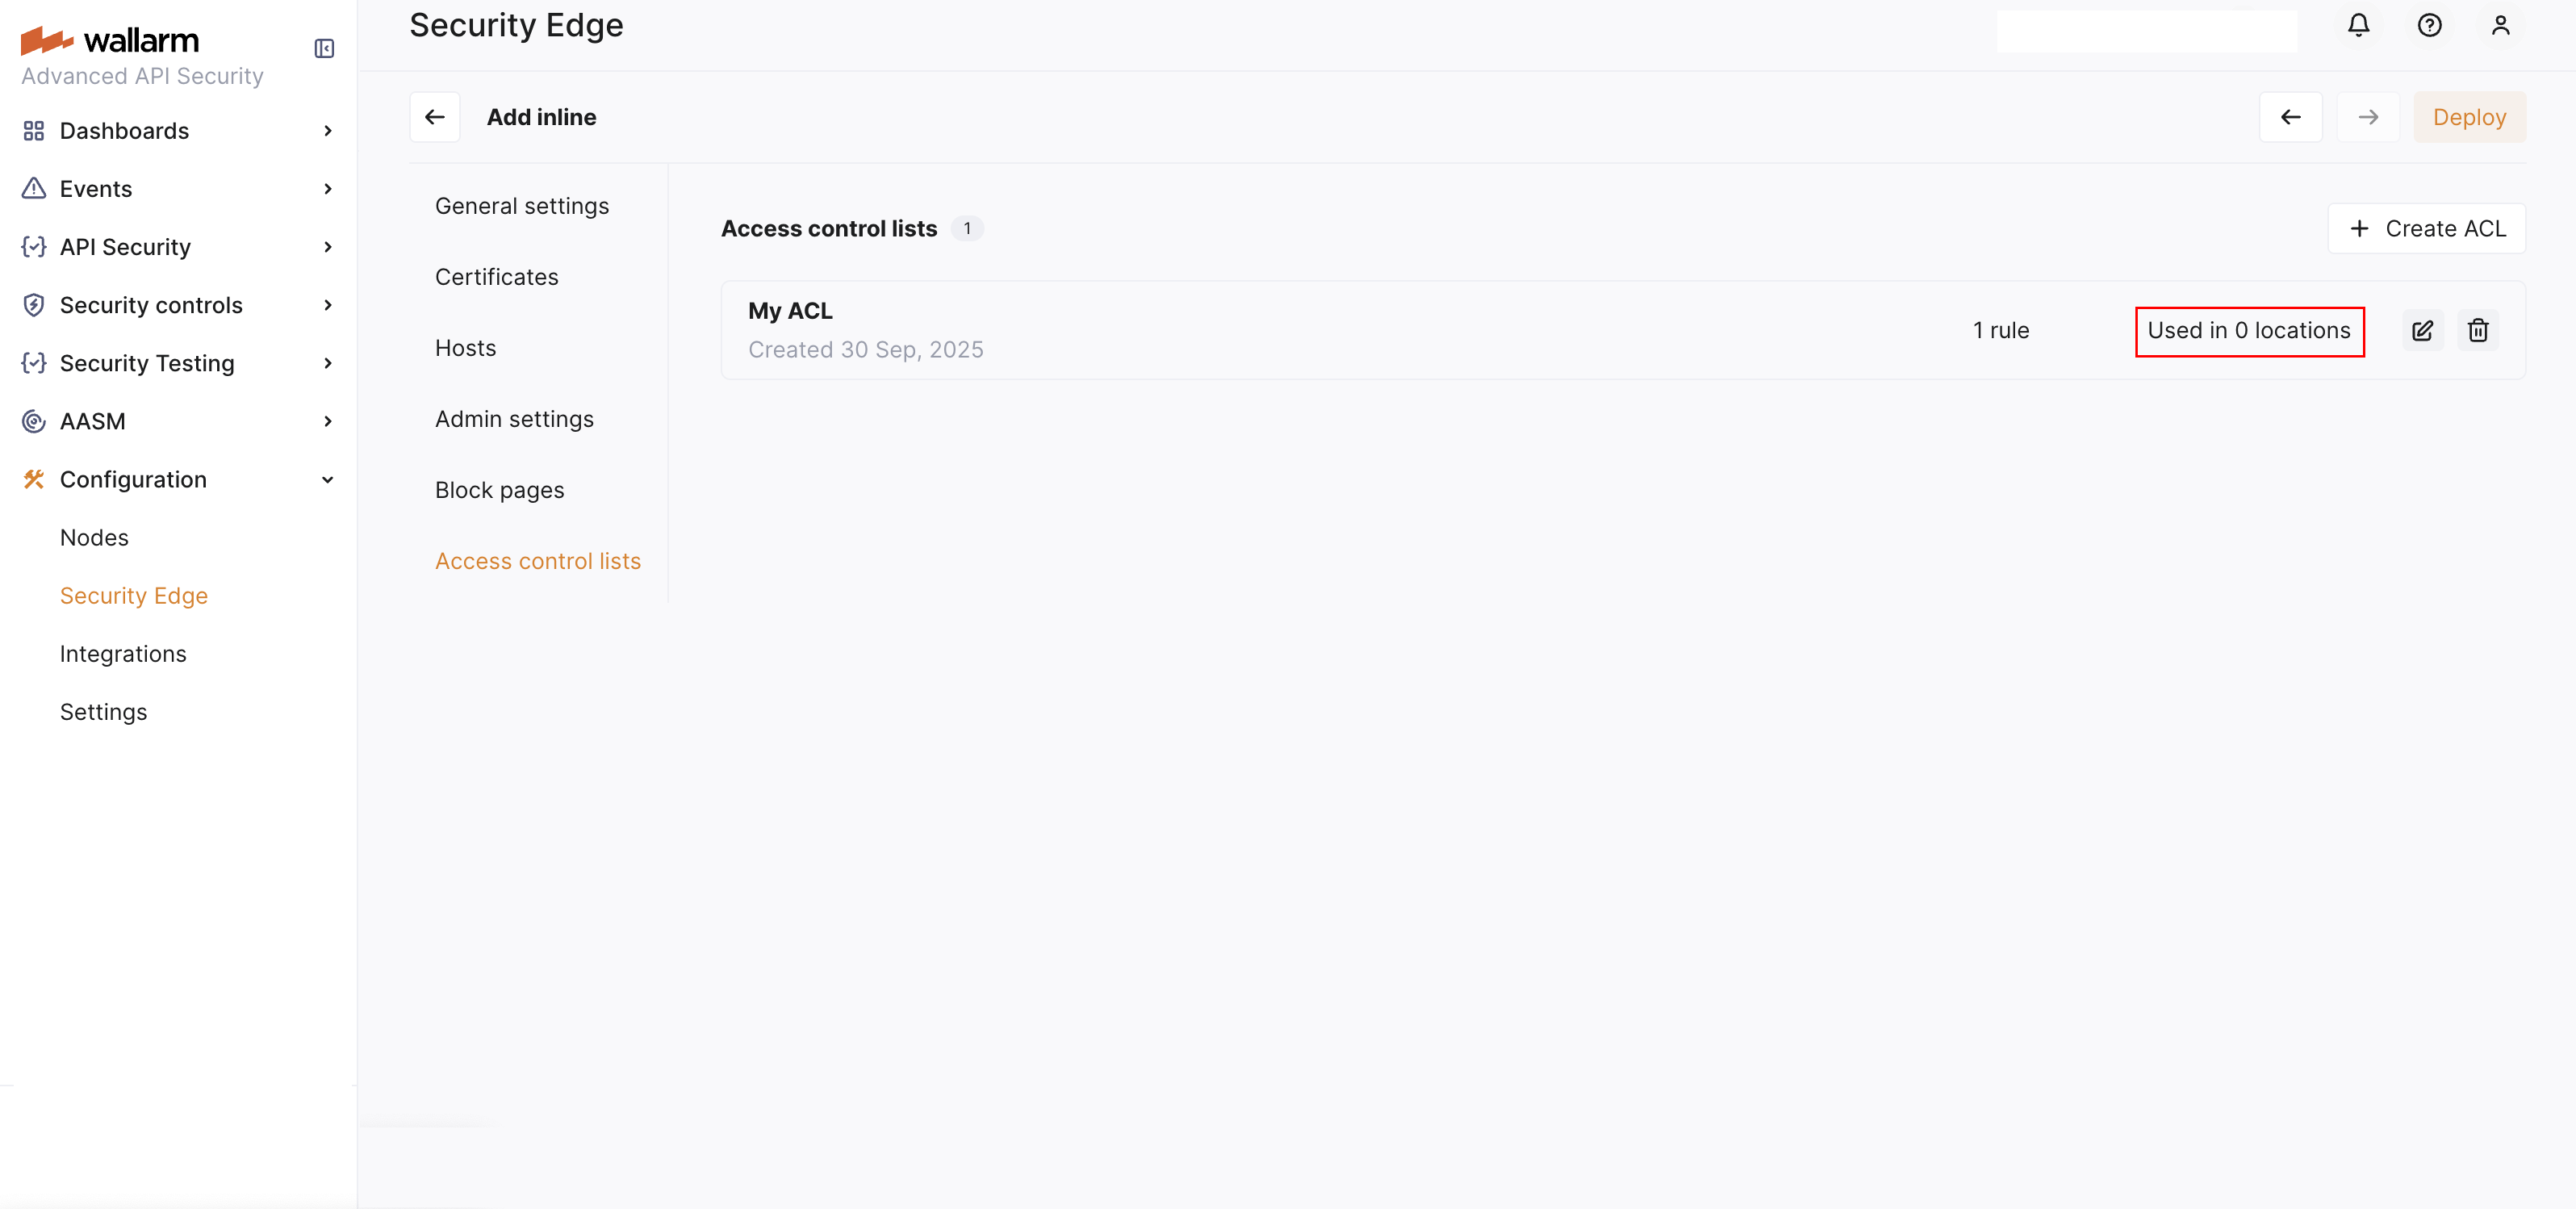 wallarm
Advanced API Security
Dashboards
Events
API Security
Security controls
Security Testing
AASM
Configuration
Nodes
Security Edge
Integrations
Settings
Security Edge
Add inline
Deploy
General settings
Certificates
Hosts
Admin settings
Block pages
Access control lists
Access control lists 1
+ Create ACL
My ACL
Created 30 Sep, 2025
1 rule
Used in 0 locations